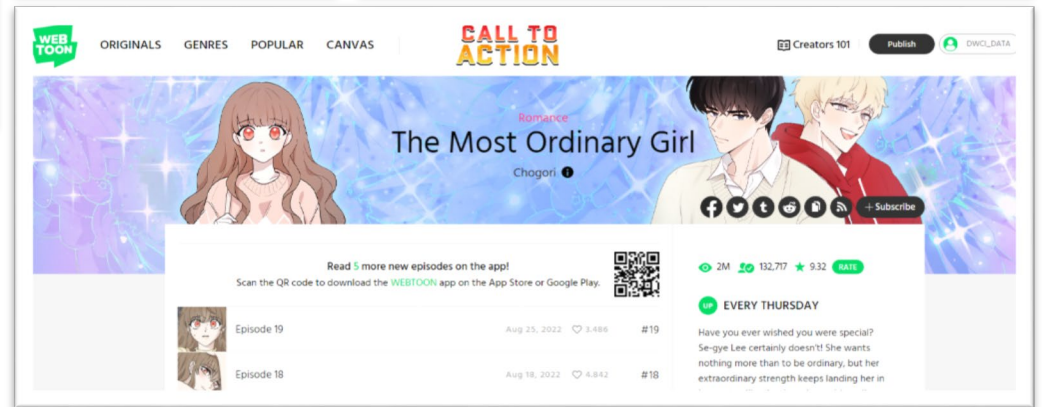 WEB
TOON
ORIGINALS GENRES POPULAR CANVAS
CALL TO
ACTION
Creators 101
Publish
DWCI_DATA
Romance
The Most Ordinary Girl
Chogori
+ Subscribe
Read 5 more new episodes on the app!
Scan the QR code to download the WEBTOON app on the App Store or Google Play.
Episode 19 Aug 25, 2022 3,486 #19
Episode 18 Aug 18, 2022 4,842 #18
2M 132,717 9.32 RATE
UP EVERY THURSDAY
Have you ever wished you were special?
Se-gye Lee certainly doesn't! She wants
nothing more than to be ordinary, but her
extraordinary strength keeps landing her in